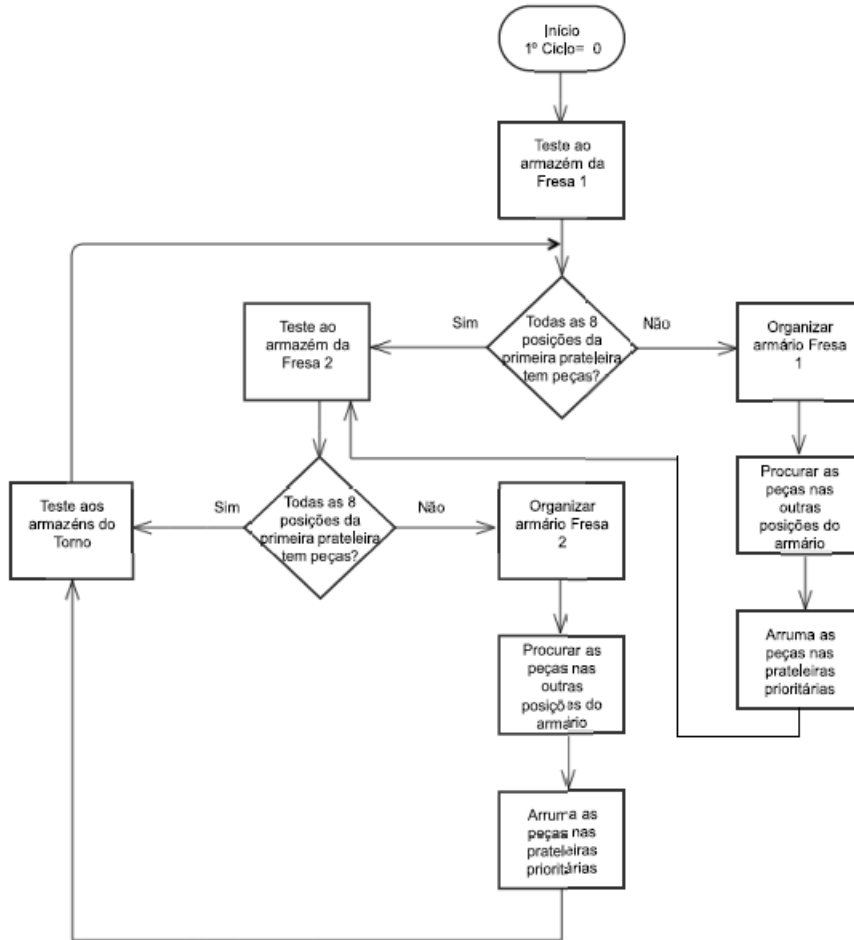 Início
1º Ciclo= 0
Teste ao
armazém da
Fresa 1
Todas as 8
posições da
primeira prateleira
tem peças?
Sim
Não
Teste ao
armazém da
Fresa 2
Organizar
armário Fresa
1
Procurar as
peças nas
outras
posições do
armário
Arruma as
peças nas
prateleiras
prioritárias
Todas as 8
posições da
primeira prateleira
tem peças?
Sim
Não
Teste aos
armazéns do
Torno
Organizar
armário Fresa
2
Procurar as
peças nas
outras
posições do
armário
Arruma as
peças nas
prateleiras
prioritárias